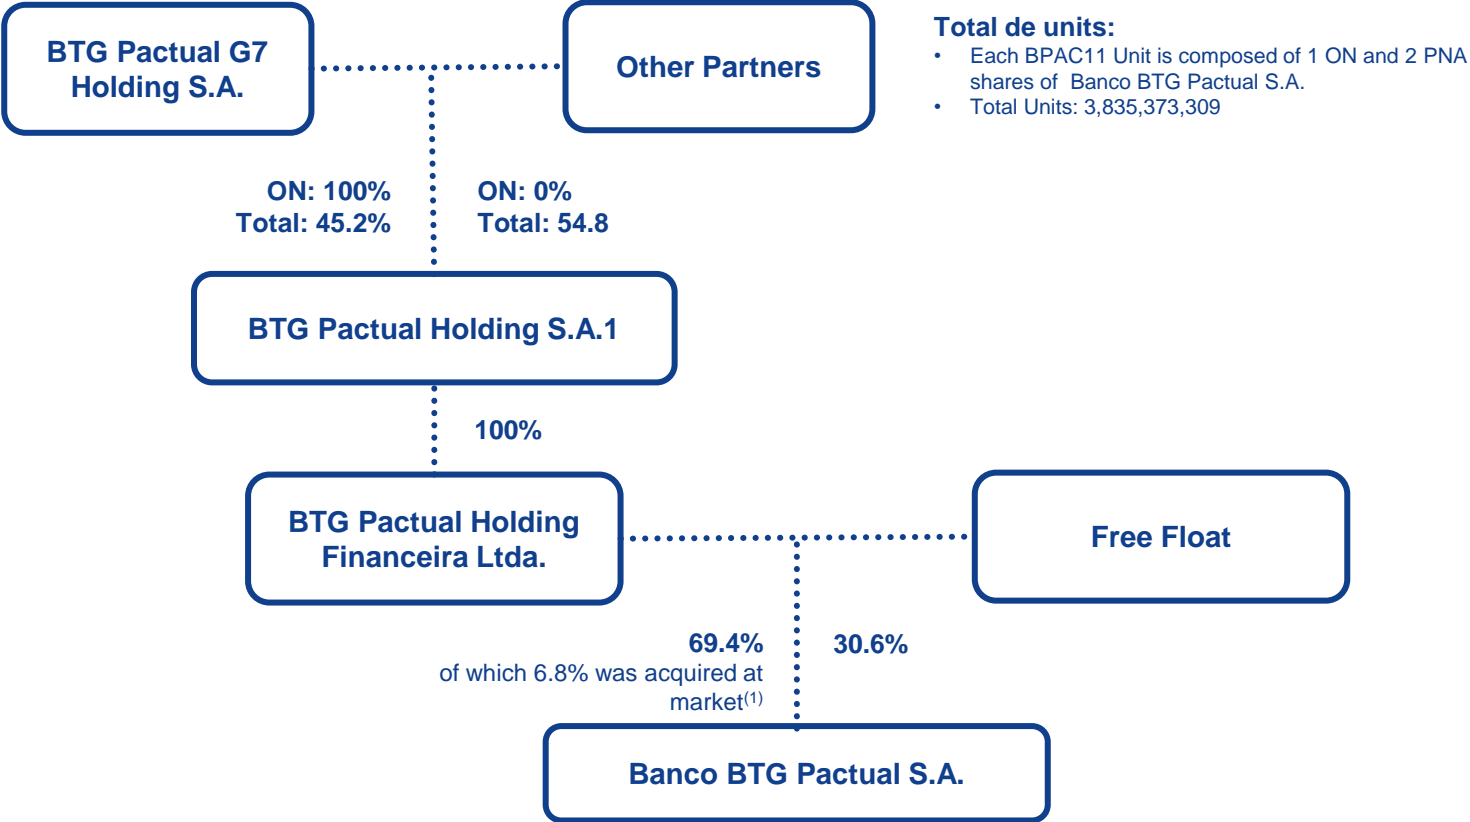 BTG Pactual G7
Holding S.A.
Other Partners
Total de units:
• Each BPAC11 Unit is composed of 1 ON and 2 PNA
shares of Banco BTG Pactual S.A.
• Total Units: 3,835,373,309
ON: 100%
Total: 45.2%
ON: 0%
Total: 54.8
BTG Pactual Holding S.A.1
100%
BTG Pactual Holding
Financeira Ltda.
Free Float
69.4%
of which 6.8% was acquired at
market(1)
30.6%
Banco BTG Pactual S.A.